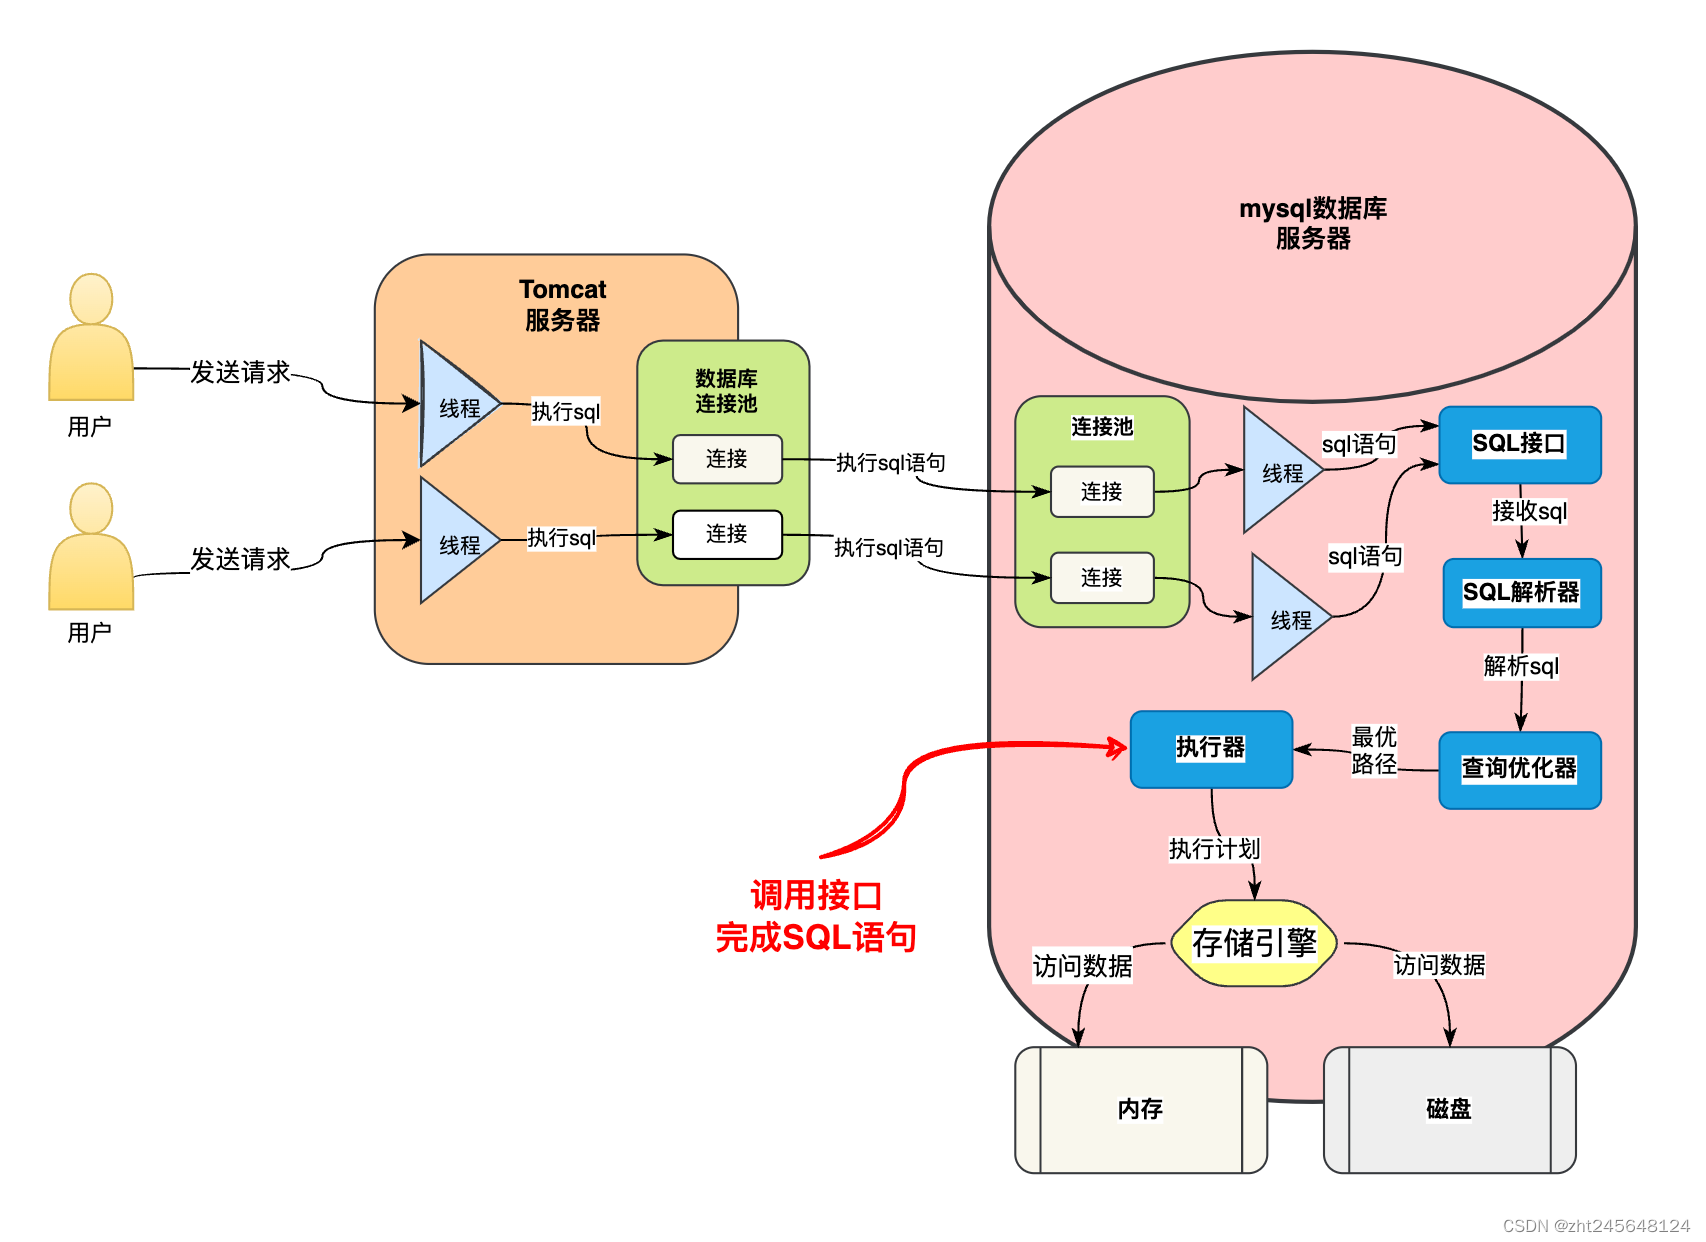 mysql数据库
服务器
Tomcat
服务器
用户
发送请求
线程
执行sql
数据库
连接池
连接
执行sql语句
用户
发送请求
线程
执行sql
连接
执行sql语句
连接池
连接
连接
线程
sql语句
线程
sql语句
SQL接口
接收sql
SQL解析器
解析sql
查询优化器
最优
路径
执行器
调用接口
完成SQL语句
执行计划
存储引擎
访问数据
访问数据
内存
磁盘
CSDN @zht245648124